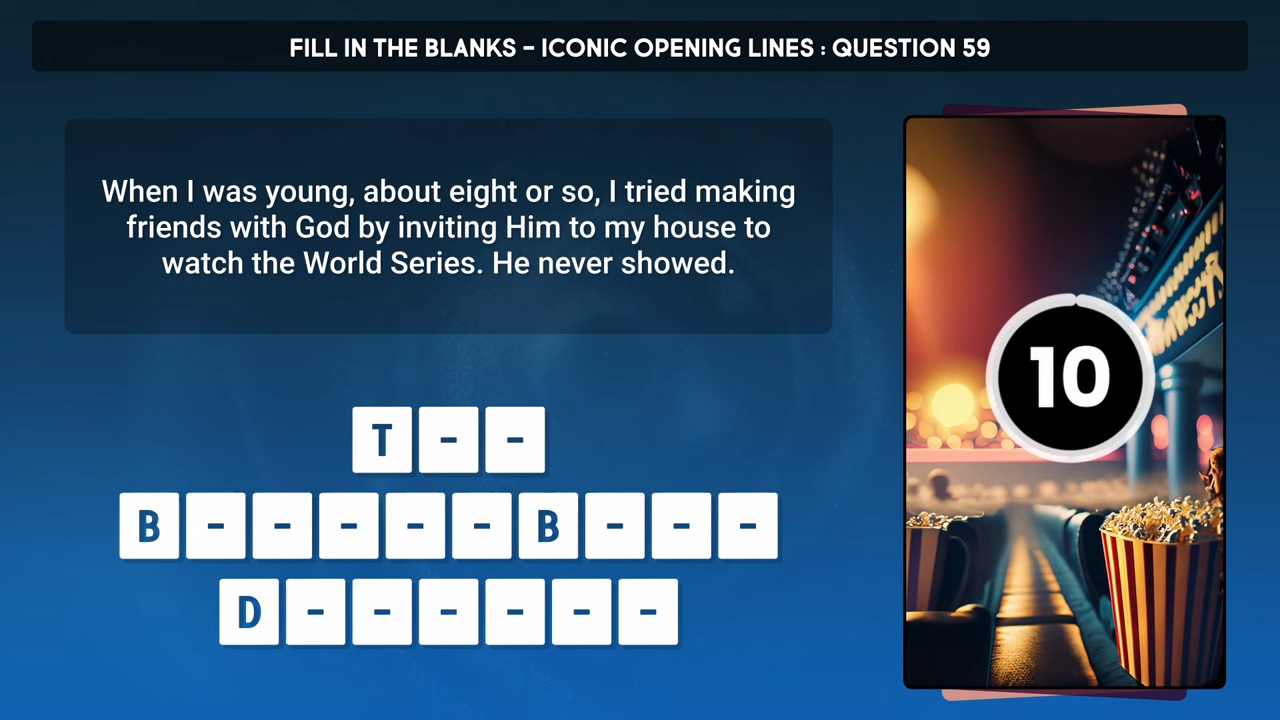 FILL IN THE BLANKS - ICONIC OPENING LINES : QUESTION 59
When I was young, about eight or so, I tried making
friends with God by inviting Him to my house to
watch the World Series. He never showed.
10
T - -
B - - - - - B - - -
D - - - - - -